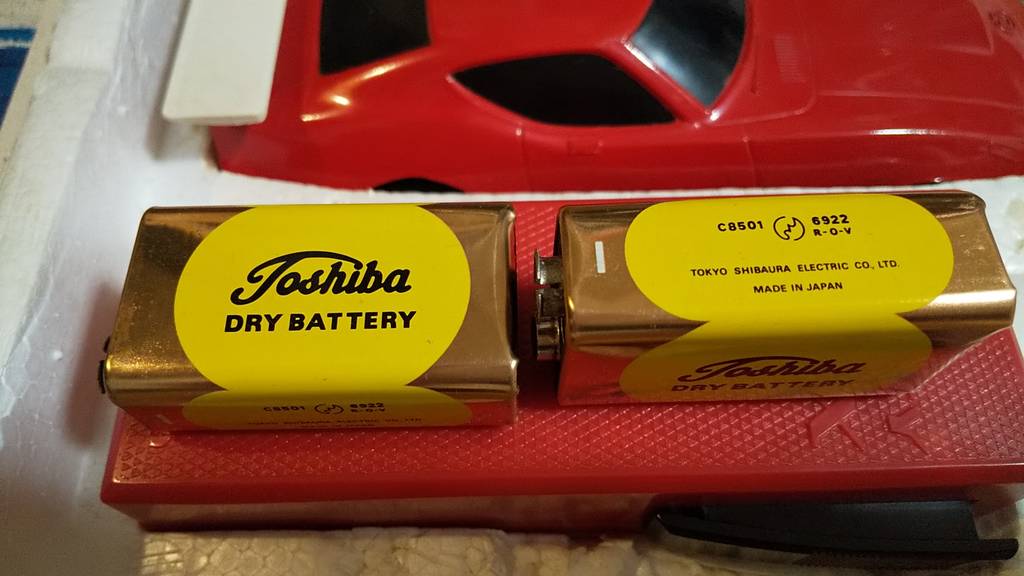 Toshiba
DRY BATTERY
C8501 6922
R-O-V
C8501 6922
R-O-V
TOKYO SHIBAURA ELECTRIC CO., LTD.
MADE IN JAPAN
Toshiba
DRY BATTERY